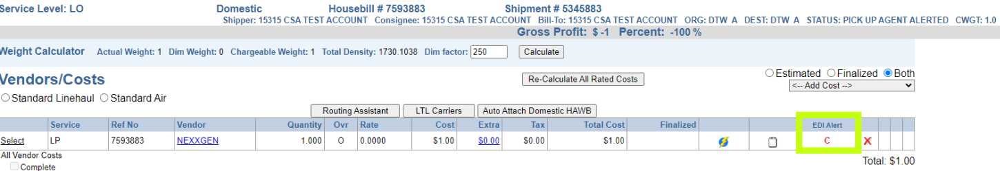 Service Level: LO Domestic Housebill # 7593883 Shipment # 5345883
Shipper: 15315 CSA TEST ACCOUNT Consignee: 15315 CSA TEST ACCOUNT Bill-To: 15315 CSA TEST ACCOUNT ORG: DTW A DEST: DTW A STATUS: PICK UP AGENT ALERTED CWGT: 1.0
Gross Profit: $ -1 Percent: -100 %
Weight Calculator Actual Weight: 1 Dim Weight: 0 Chargeable Weight: 1 Total Density: 1730.1038 Dim factor: 250 Calculate
Vendors/Costs Re-Calculate All Rated Costs Estimated Finalized Both
<-- Add Cost -->
Standard Linehaul Standard Air
Routing Assistant LTL Carriers Auto Attach Domestic HAWB
Service Ref No Vendor Quantity Ovr Rate Cost Extra Tax Total Cost Finalized EDI Alert
Select LP 7593883 NEXXGEN 1.000 O 0.0000 $1.00 $0.00 $0.00 $1.00 C X
All Vendor Costs Total: $1.00
Complete